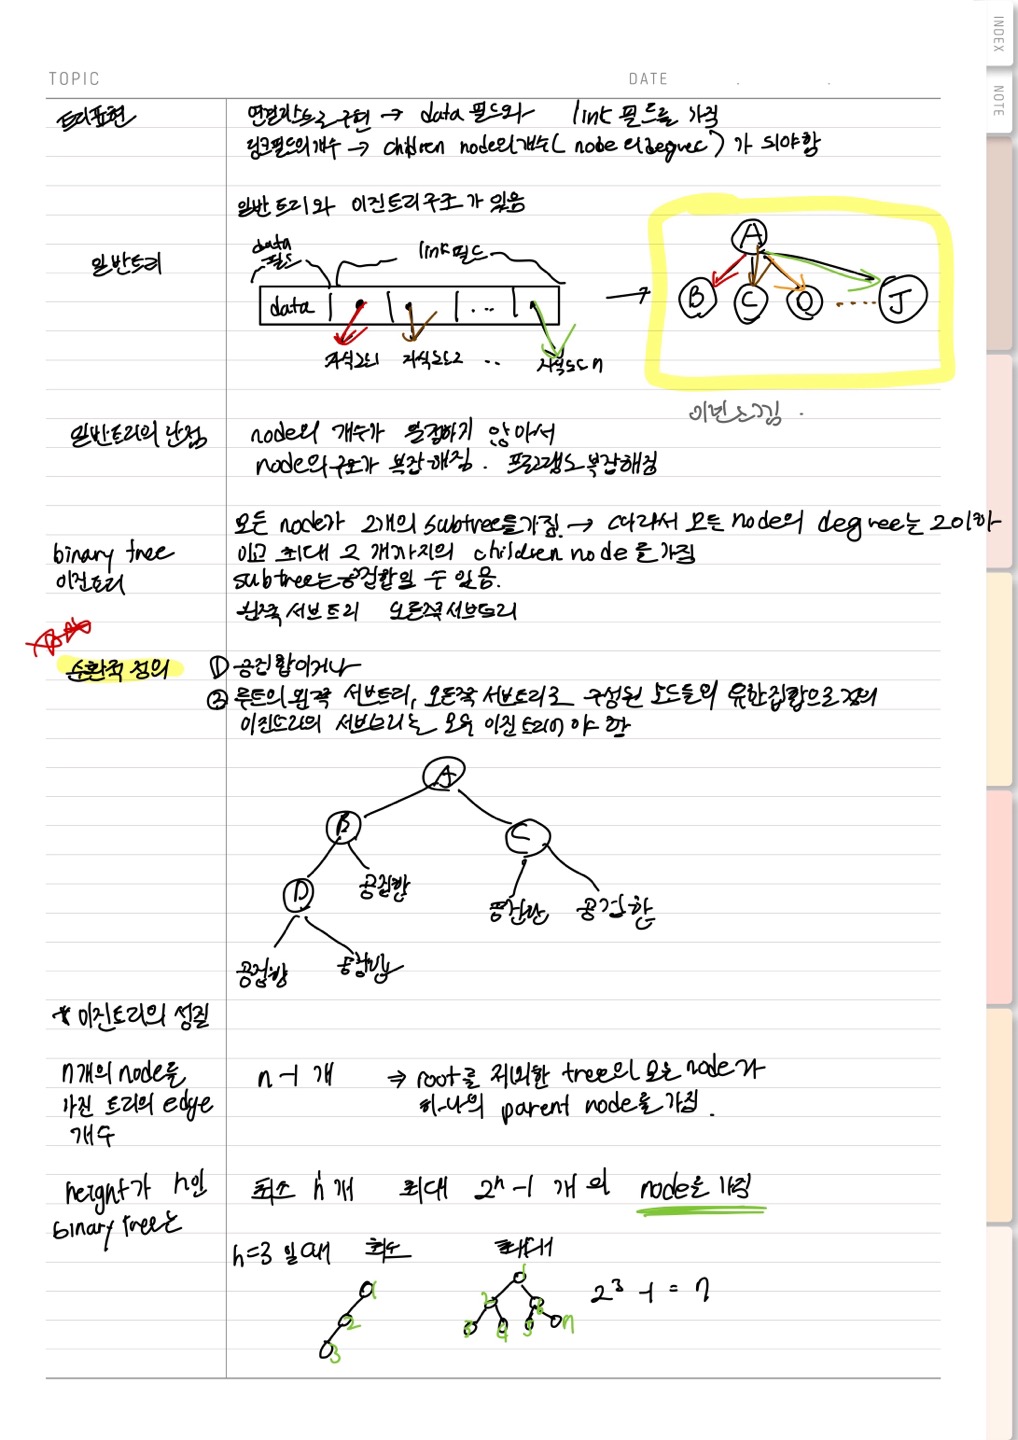 TOPIC
DATE
INDEX
NOTE
트리표현
연결리스트로 구현 → data 필드와 link 필드를 가짐
링크필드의 개수 → children node의 개수( node의 degree )가 되야함
일반 트리와 이진트리구조가 있음
일반트리
data 필드
link 필드
data
...
자식노드1
자식노드2
..
자식노드n
→
A
B
C
D
J
이런느낌.
일반트리의 난점
node의 개수가 일정하지 않아서
node의 구조가 복잡해짐. 프로그램도 복잡해짐
binary tree
이진트리
모든 node가 2개의 subtree를 가짐. → 따라서 모든 node의 degree는 2이하
이고 최대 2개까지의 children node를 가짐
subtree는 공집합일 수 있음.
왼쪽 서브트리 오른쪽 서브트리
순환적 정의
① 공집합이거나
② 루트의 왼쪽 서브트리, 오른쪽 서브트리로 구성된 노드들의 유한집합으로 정의
이진트리의 서브트리는 모두 이진트리이어야 함
A
B
C
D
공집합
공집합
공집합
공집합
공집합
* 이진트리의 성질
n개의 node를
가진 트리의 edge
개수
n-1 개 ⇒ root를 제외한 tree의 모든 node가
하나의 parent node를 가짐.
height가 h인
binary tree는
최소 h개 최대 2ʰ-1 개의 node를 가짐
h=3 일때 최소 최대
1
2
3
1
2
3
4
5
6
7
2³ -1 = 7